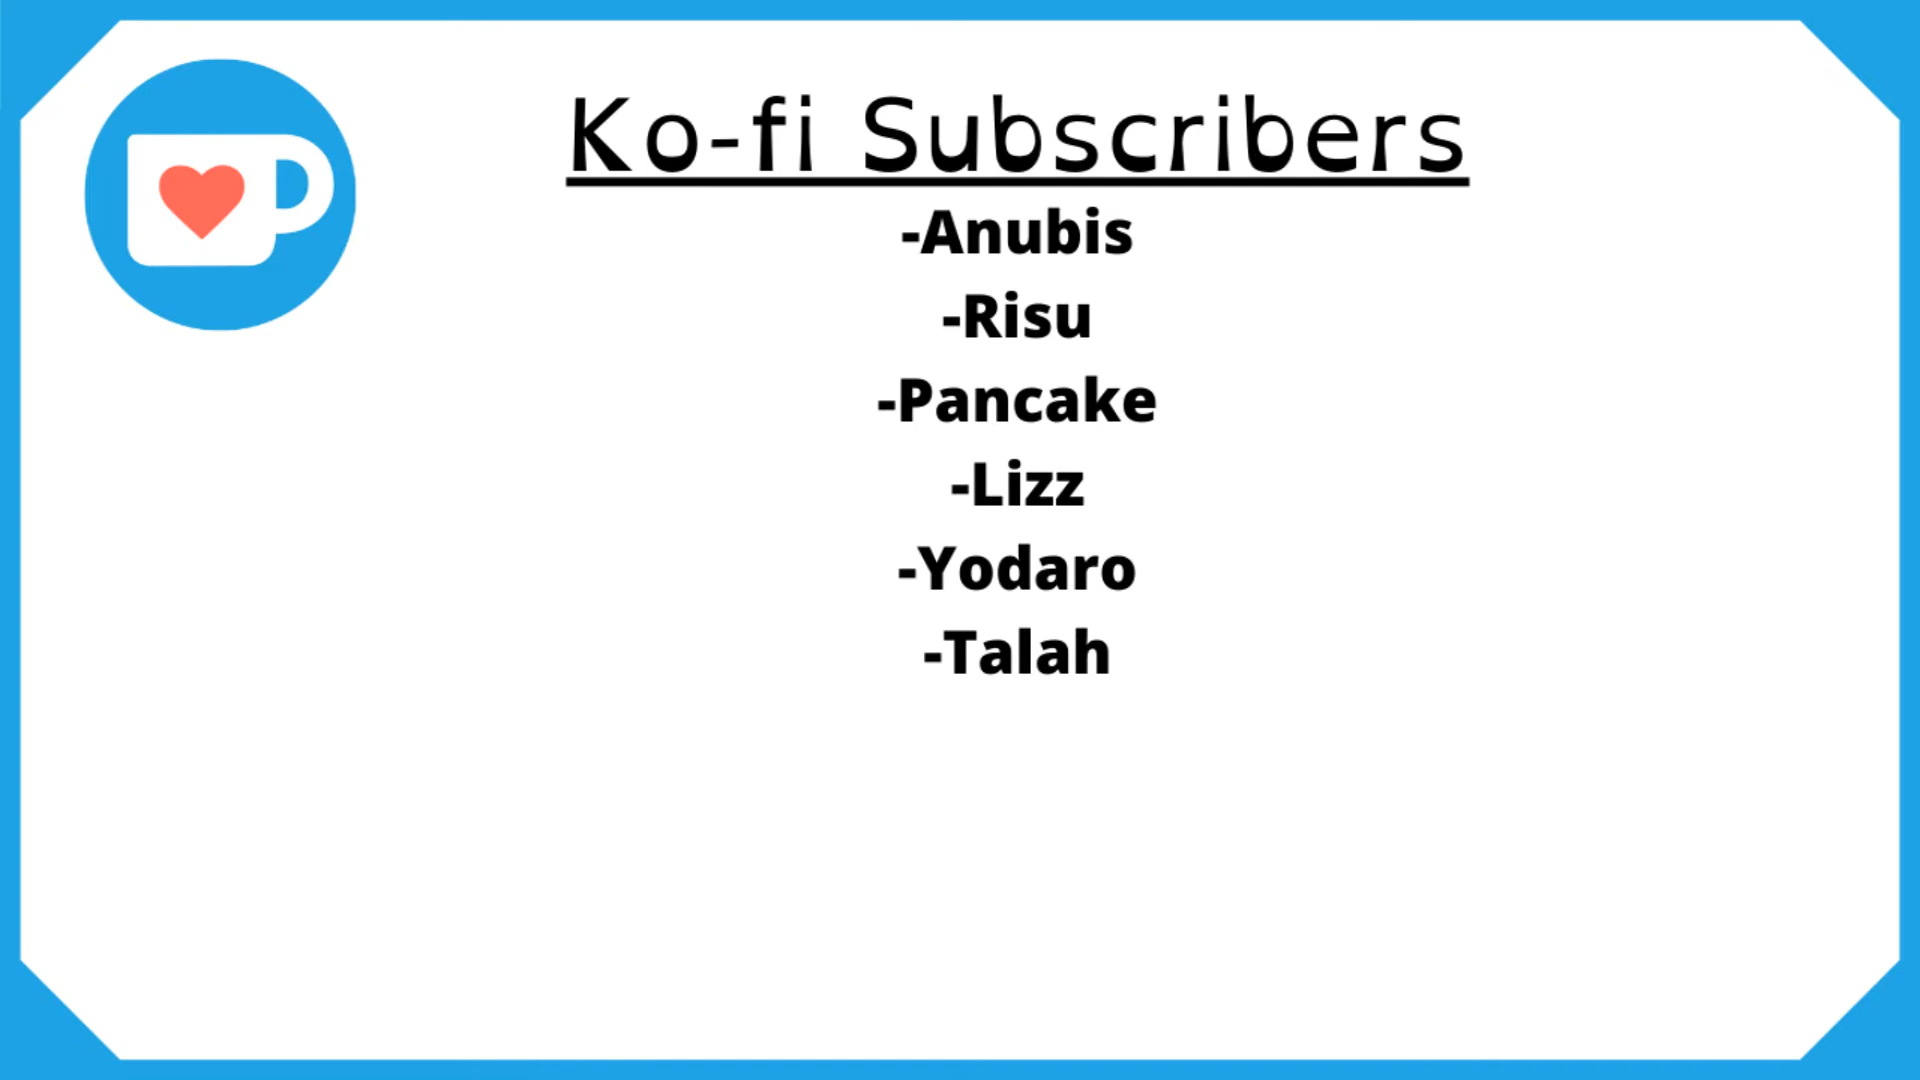 Ko-fi Subscribers
-Anubis
-Risu
-Pancake
-Lizz
-Yodaro
-Talah